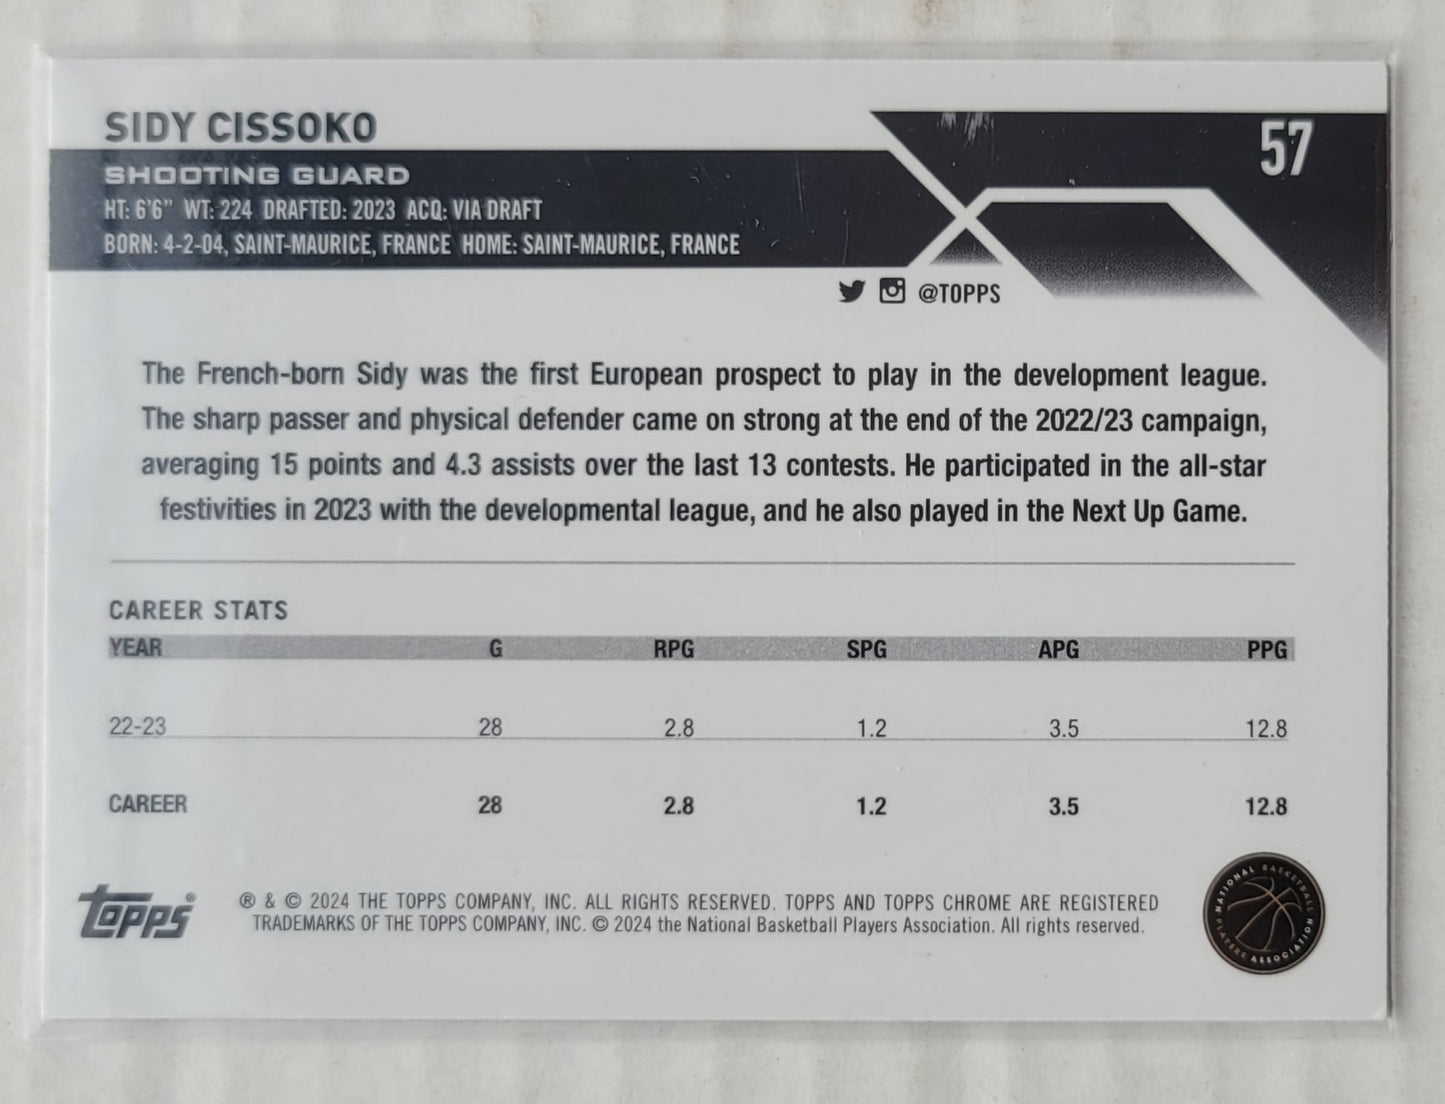 SIDY CISSOKO
57
SHOOTING GUARD
HT: 6'6" WT: 224 DRAFTED: 2023 ACQ: VIA DRAFT
BORN: 4-2-04, SAINT-MAURICE, FRANCE HOME: SAINT-MAURICE, FRANCE
@TOPPS
The French-born Sidy was the first European prospect to play in the development league.
The sharp passer and physical defender came on strong at the end of the 2022/23 campaign,
averaging 15 points and 4.3 assists over the last 13 contests. He participated in the all-star
festivities in 2023 with the developmental league, and he also played in the Next Up Game.
CAREER STATS
YEAR G RPG SPG APG PPG
22-23 28 2.8 1.2 3.5 12.8
CAREER 28 2.8 1.2 3.5 12.8
topps®
® & © 2024 THE TOPPS COMPANY, INC. ALL RIGHTS RESERVED. TOPPS AND TOPPS CHROME ARE REGISTERED
TRADEMARKS OF THE TOPPS COMPANY, INC. © 2024 the National Basketball Players Association. All rights reserved.
NATIONAL BASKETBALL PLAYERS ASSOCIATION